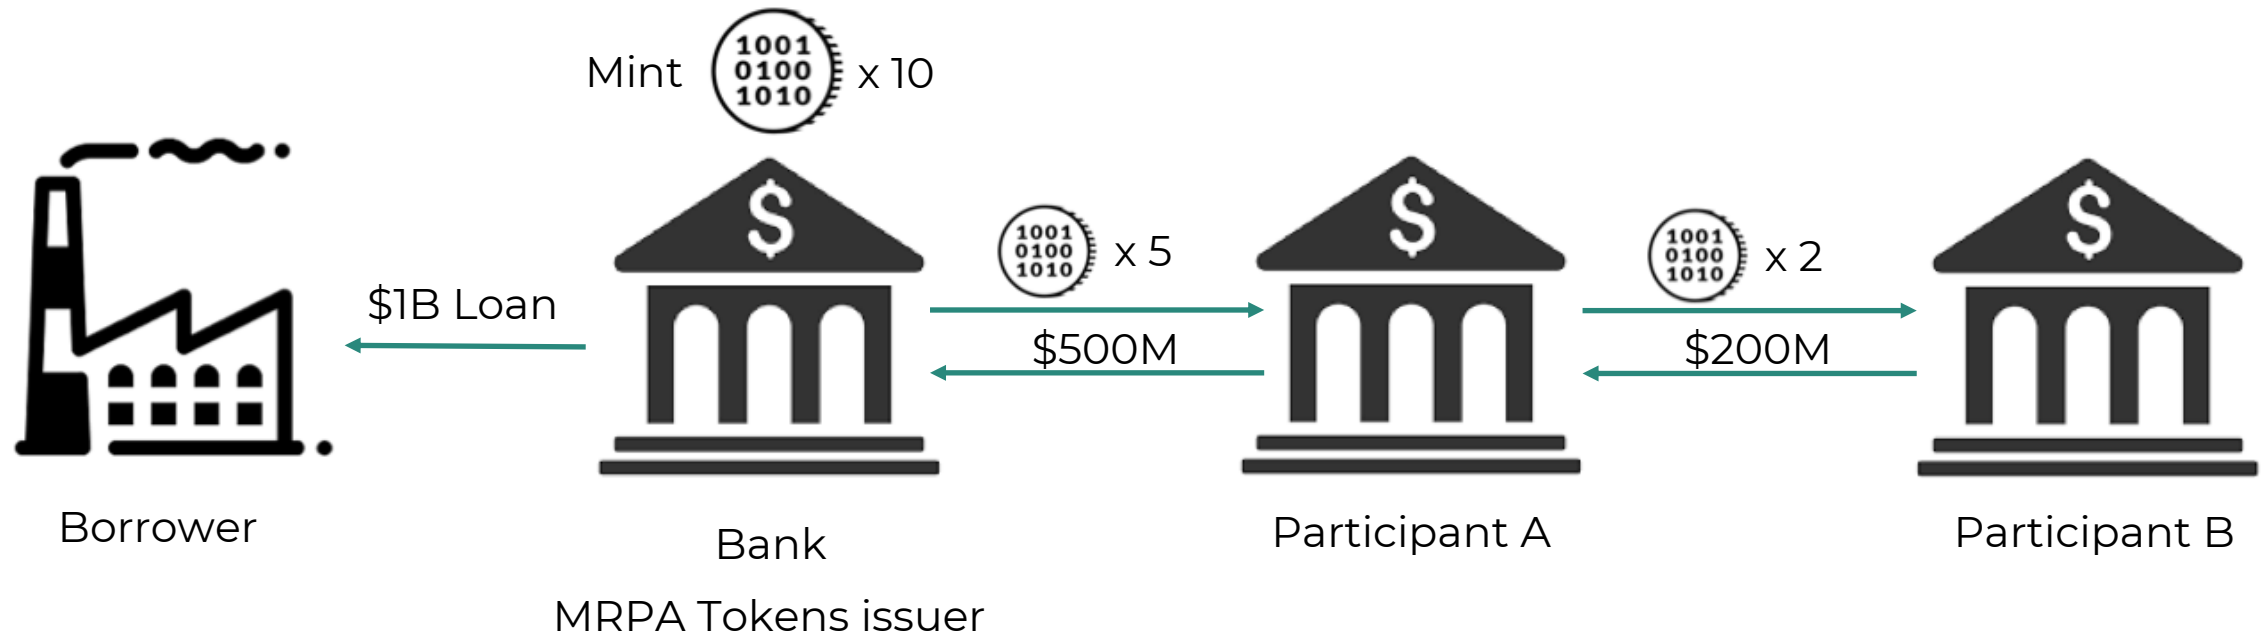 Mint
1001
0100
1010
x 10
$
$
$
1001
0100
1010
x 5
1001
0100
1010
x 2
$1B Loan
$500M
$200M
Borrower
Bank
MRPA Tokens issuer
Participant A
Participant B